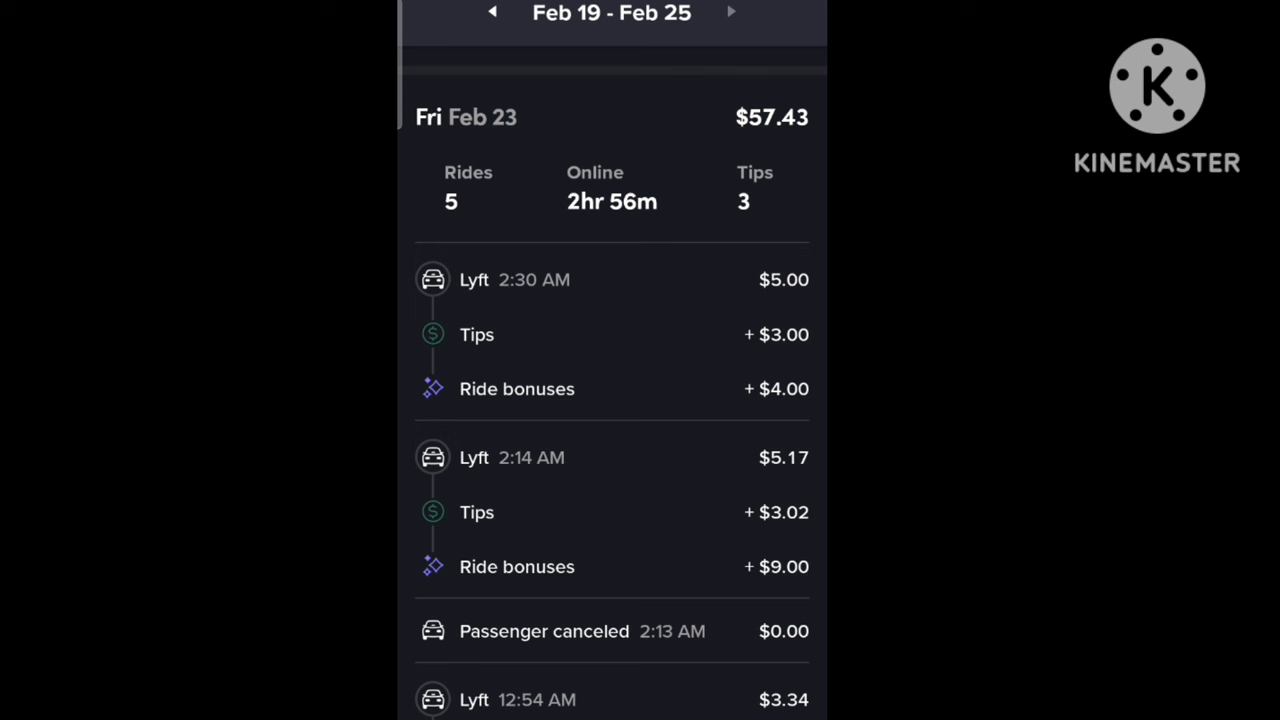 Feb 19 - Feb 25
K
KINEMASTER
Fri Feb 23 $57.43
Rides Online Tips
5 2hr 56m 3
Lyft 2:30 AM $5.00
$ Tips + $3.00
Ride bonuses + $4.00
Lyft 2:14 AM $5.17
$ Tips + $3.02
Ride bonuses + $9.00
Passenger canceled 2:13 AM $0.00
Lyft 12:54 AM $3.34